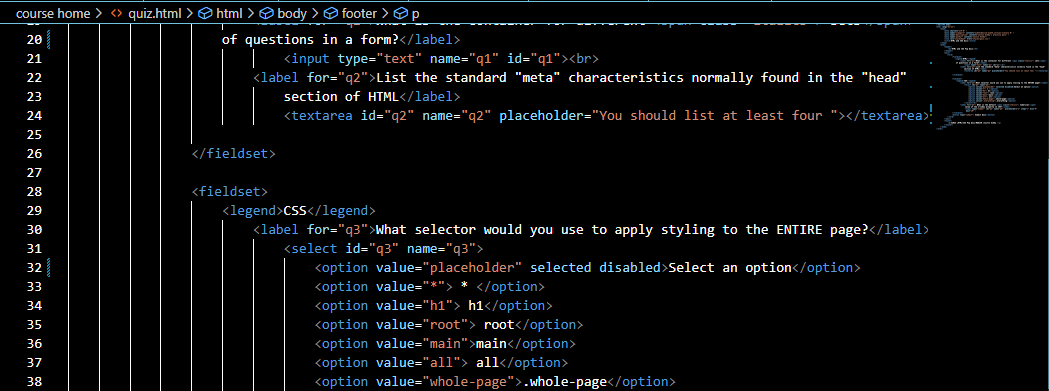 course home > quiz.html > html > body > footer > p
20 of questions in a form?</label>
21 <input type="text" name="q1" id="q1"><br>
22 <label for="q2">List the standard "meta" characteristics normally found in the "head"
23 section of HTML</label>
24 <textarea id="q2" name="q2" placeholder="You should list at least four "></textarea>
25
26 </fieldset>
27
28 <fieldset>
29 <legend>CSS</legend>
30 <label for="q3">What selector would you use to apply styling to the ENTIRE page?</label>
31 <select id="q3" name="q3">
32 <option value="placeholder" selected disabled>Select an option</option>
33 <option value="*"> * </option>
34 <option value="h1"> h1</option>
35 <option value="root"> root</option>
36 <option value="main">main</option>
37 <option value="all"> all</option>
38 <option value="whole-page">.whole-page</option>